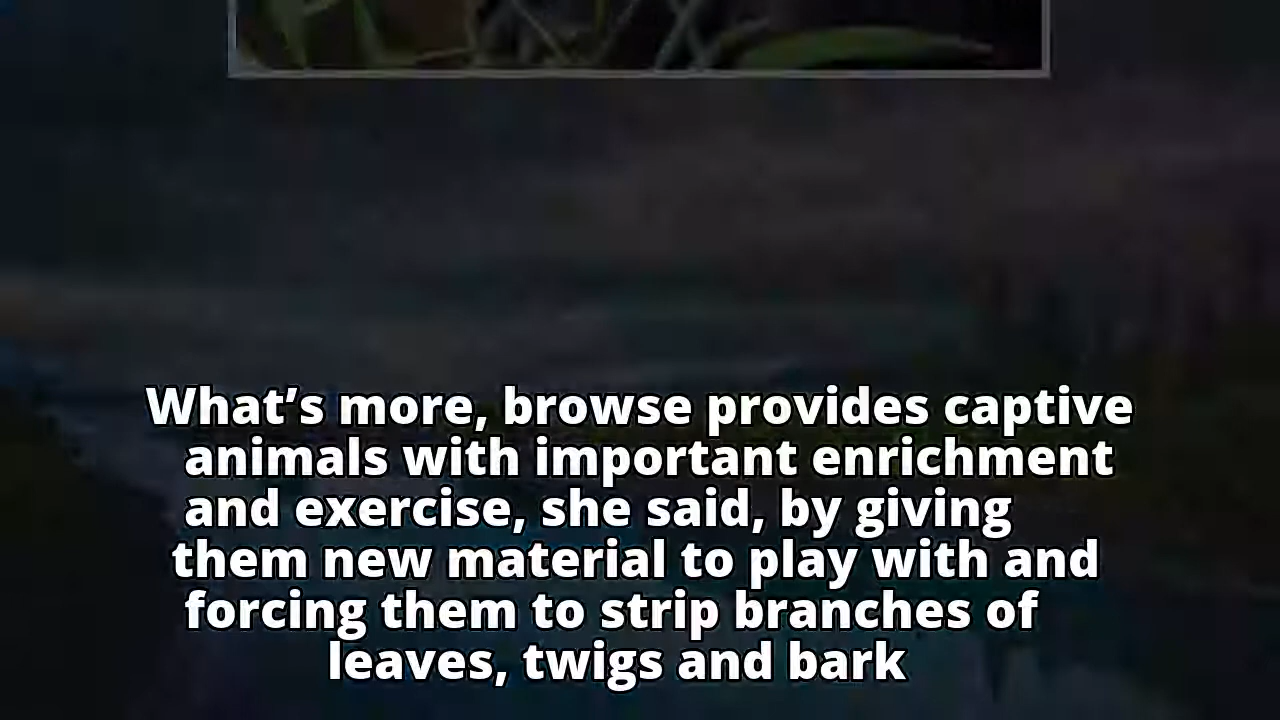 What’s more, browse provides captive
animals with important enrichment
and exercise, she said, by giving
them new material to play with and
forcing them to strip branches of
leaves, twigs and bark